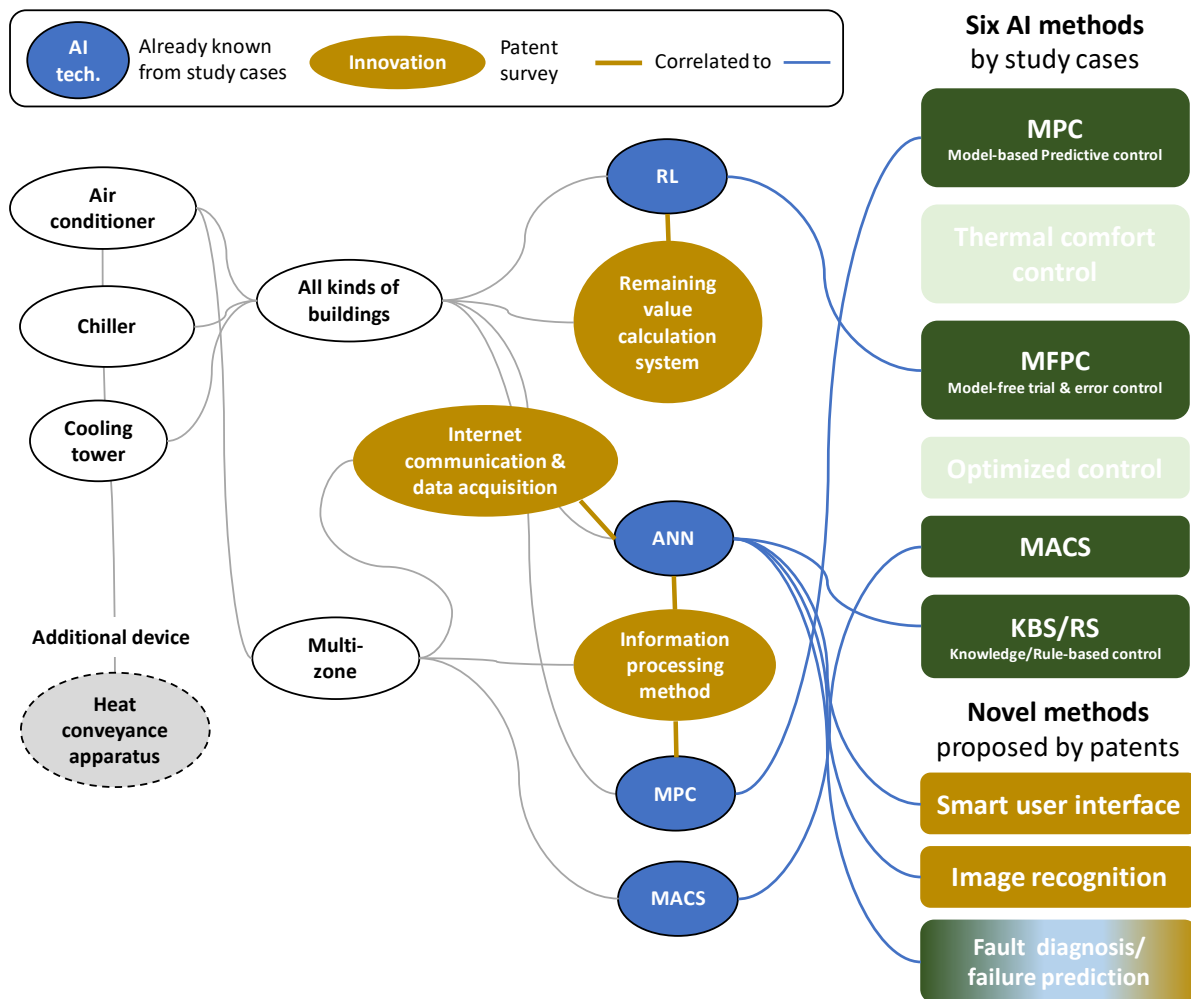 AI
tech.
Already known
from study cases
Innovation
Patent
survey
Correlated to
Six AI methods
by study cases
MPC
Model-based Predictive control
Thermal comfort
control
MFPC
Model-free trial & error control
Optimized control
MACS
KBS/RS
Knowledge/Rule-based control
Novel methods
proposed by patents
Smart user interface
Image recognition
Fault diagnosis/
failure prediction
Air
conditioner
Chiller
Cooling
tower
Additional device
Heat
conveyance
apparatus
All kinds of
buildings
Multi-
zone
RL
Remaining
value
calculation
system
Internet
communication &
data acquisition
ANN
Information
processing
method
MPC
MACS